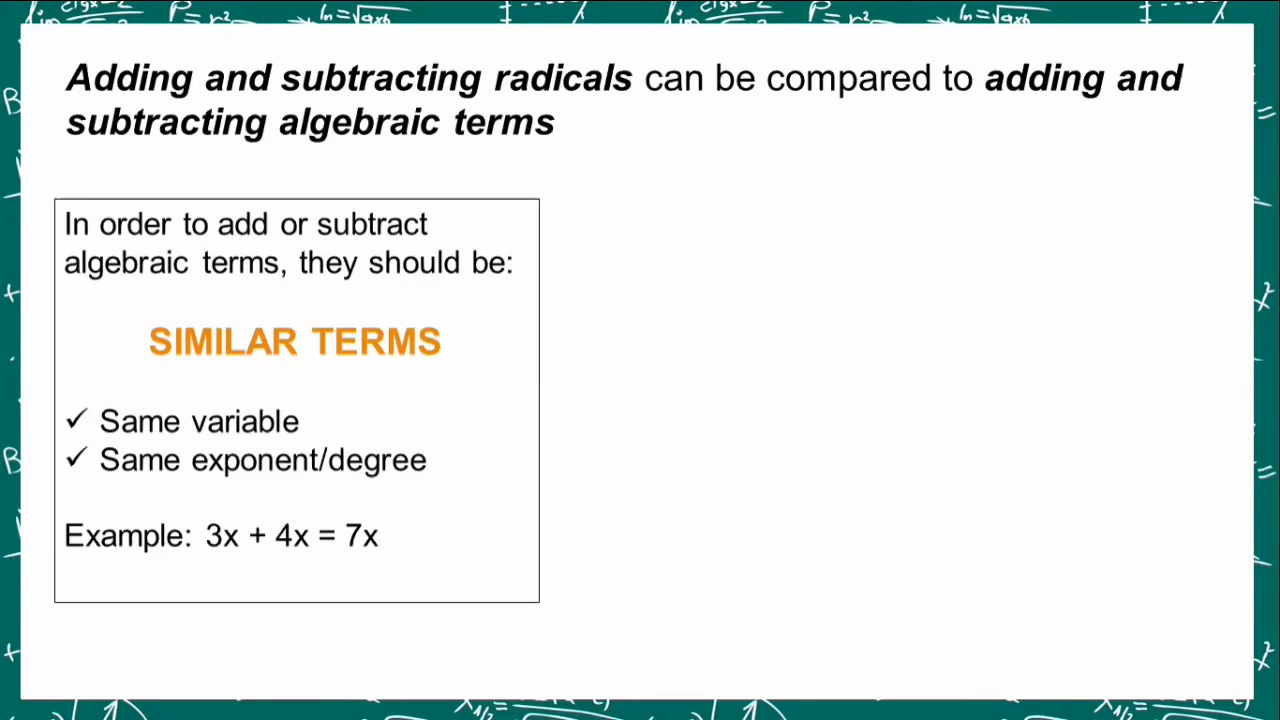 Adding and subtracting radicals can be compared to adding and
subtracting algebraic terms
In order to add or subtract
algebraic terms, they should be:
SIMILAR TERMS
✓ Same variable
✓ Same exponent/degree
Example: 3x + 4x = 7x